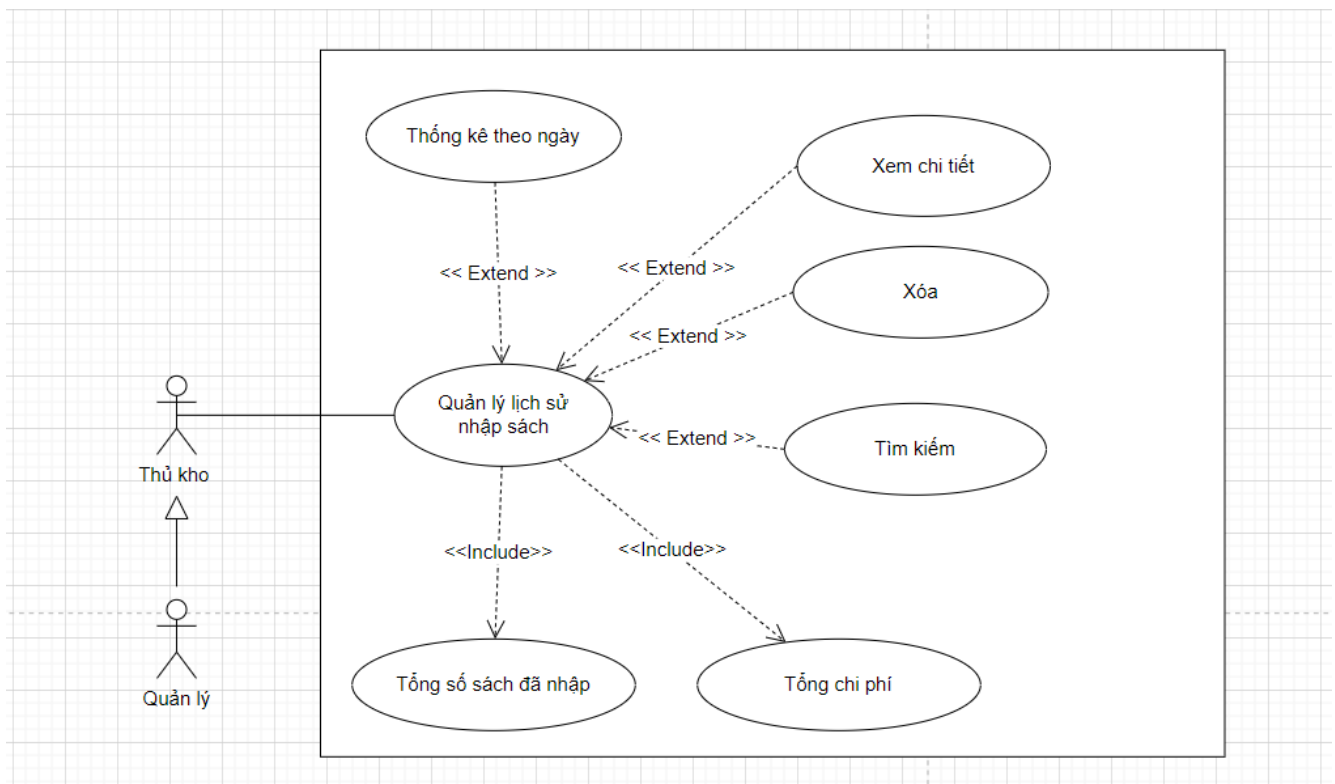 Thống kê theo ngày
Xem chi tiết
<< Extend >>
<< Extend >>
Xóa
<< Extend >>
Quản lý lịch sử
nhập sách
<< Extend >>
Tìm kiếm
Thủ kho
<<Include>>
<<Include>>
Tổng số sách đã nhập
Tổng chi phí
Quản lý